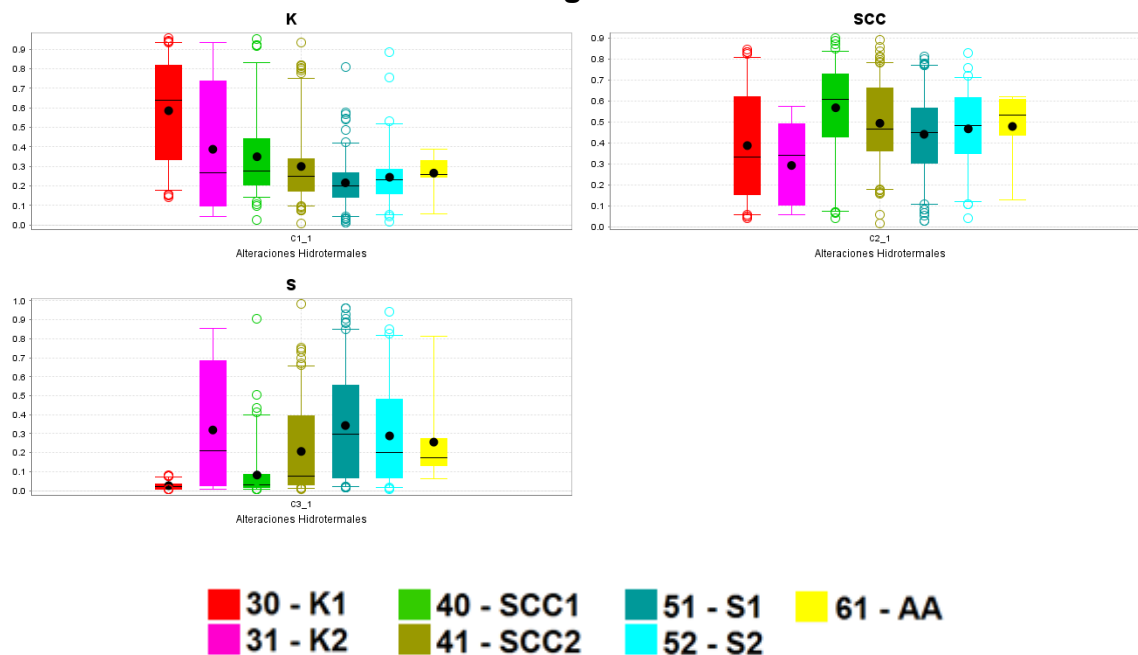 K
0.9
0.8
0.7
0.6
0.5
0.4
0.3
0.2
0.1
0.0
C1_1
Alteraciones Hidrotermales
SCC
0.9
0.8
0.7
0.6
0.5
0.4
0.3
0.2
0.1
0.0
C2_1
Alteraciones Hidrotermales
S
1.0
0.9
0.8
0.7
0.6
0.5
0.4
0.3
0.2
0.1
0.0
C3_1
Alteraciones Hidrotermales
30 - K1 40 - SCC1 51 - S1 61 - AA
31 - K2 41 - SCC2 52 - S2